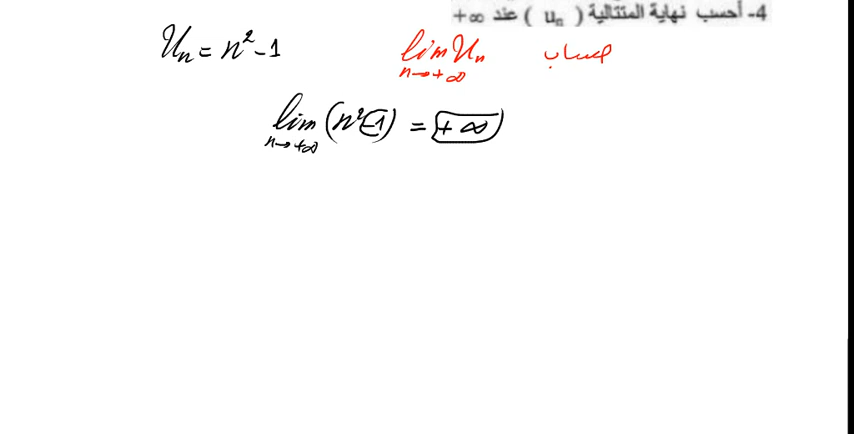 4- أحسب نهاية المتتالية ( uₙ ) عند +∞
Uₙ = n² - 1
حساب lim Uₙ
n→+∞
lim (n² - 1) = +∞
n→+∞